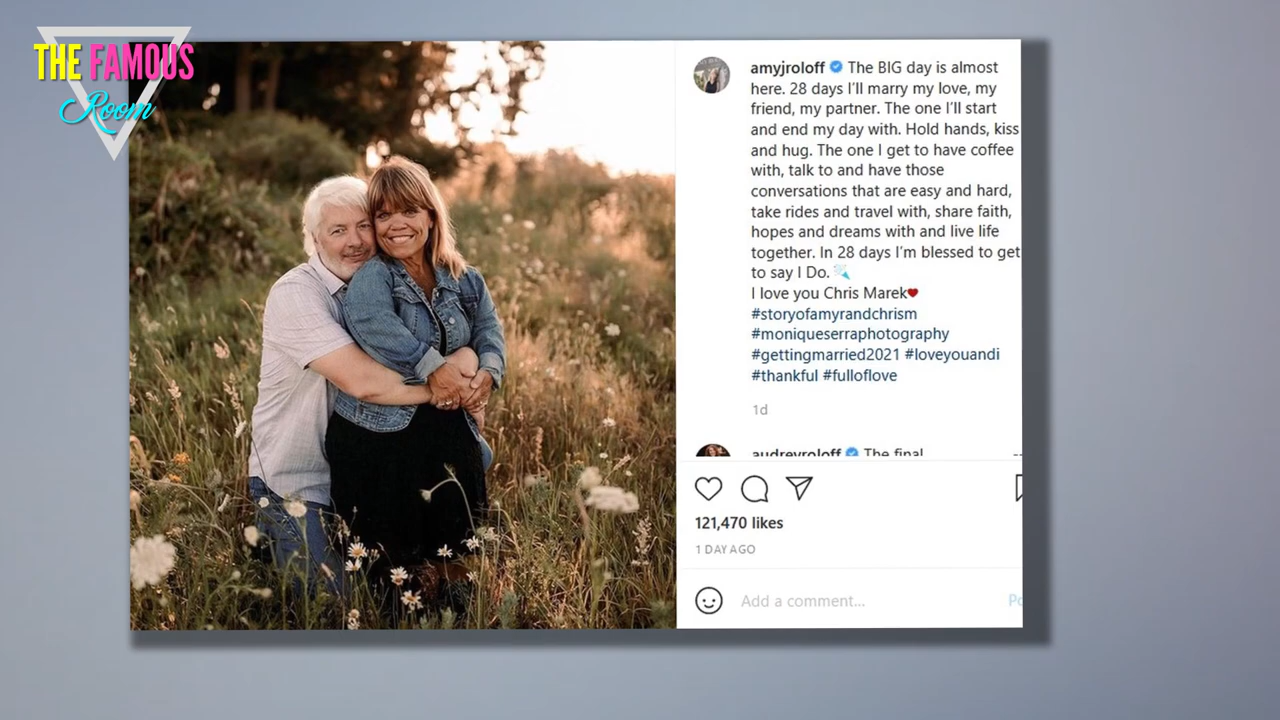 THE FAMOUS
Room
amyjroloff The BIG day is almost
here. 28 days I'll marry my love, my
friend, my partner. The one I'll start
and end my day with. Hold hands, kiss
and hug. The one I get to have coffee
with, talk to and have those
conversations that are easy and hard,
take rides and travel with, share faith,
hopes and dreams with and live life
together. In 28 days I'm blessed to get
to say I Do.
I love you Chris Marek
#storyofamyrandchrism
#moniqueserraphotography
#gettingmarried2021 #loveyouandi
#thankful #fulloflove
1d
audreyroloff The final
121,470 likes
1 DAY AGO
Add a comment...